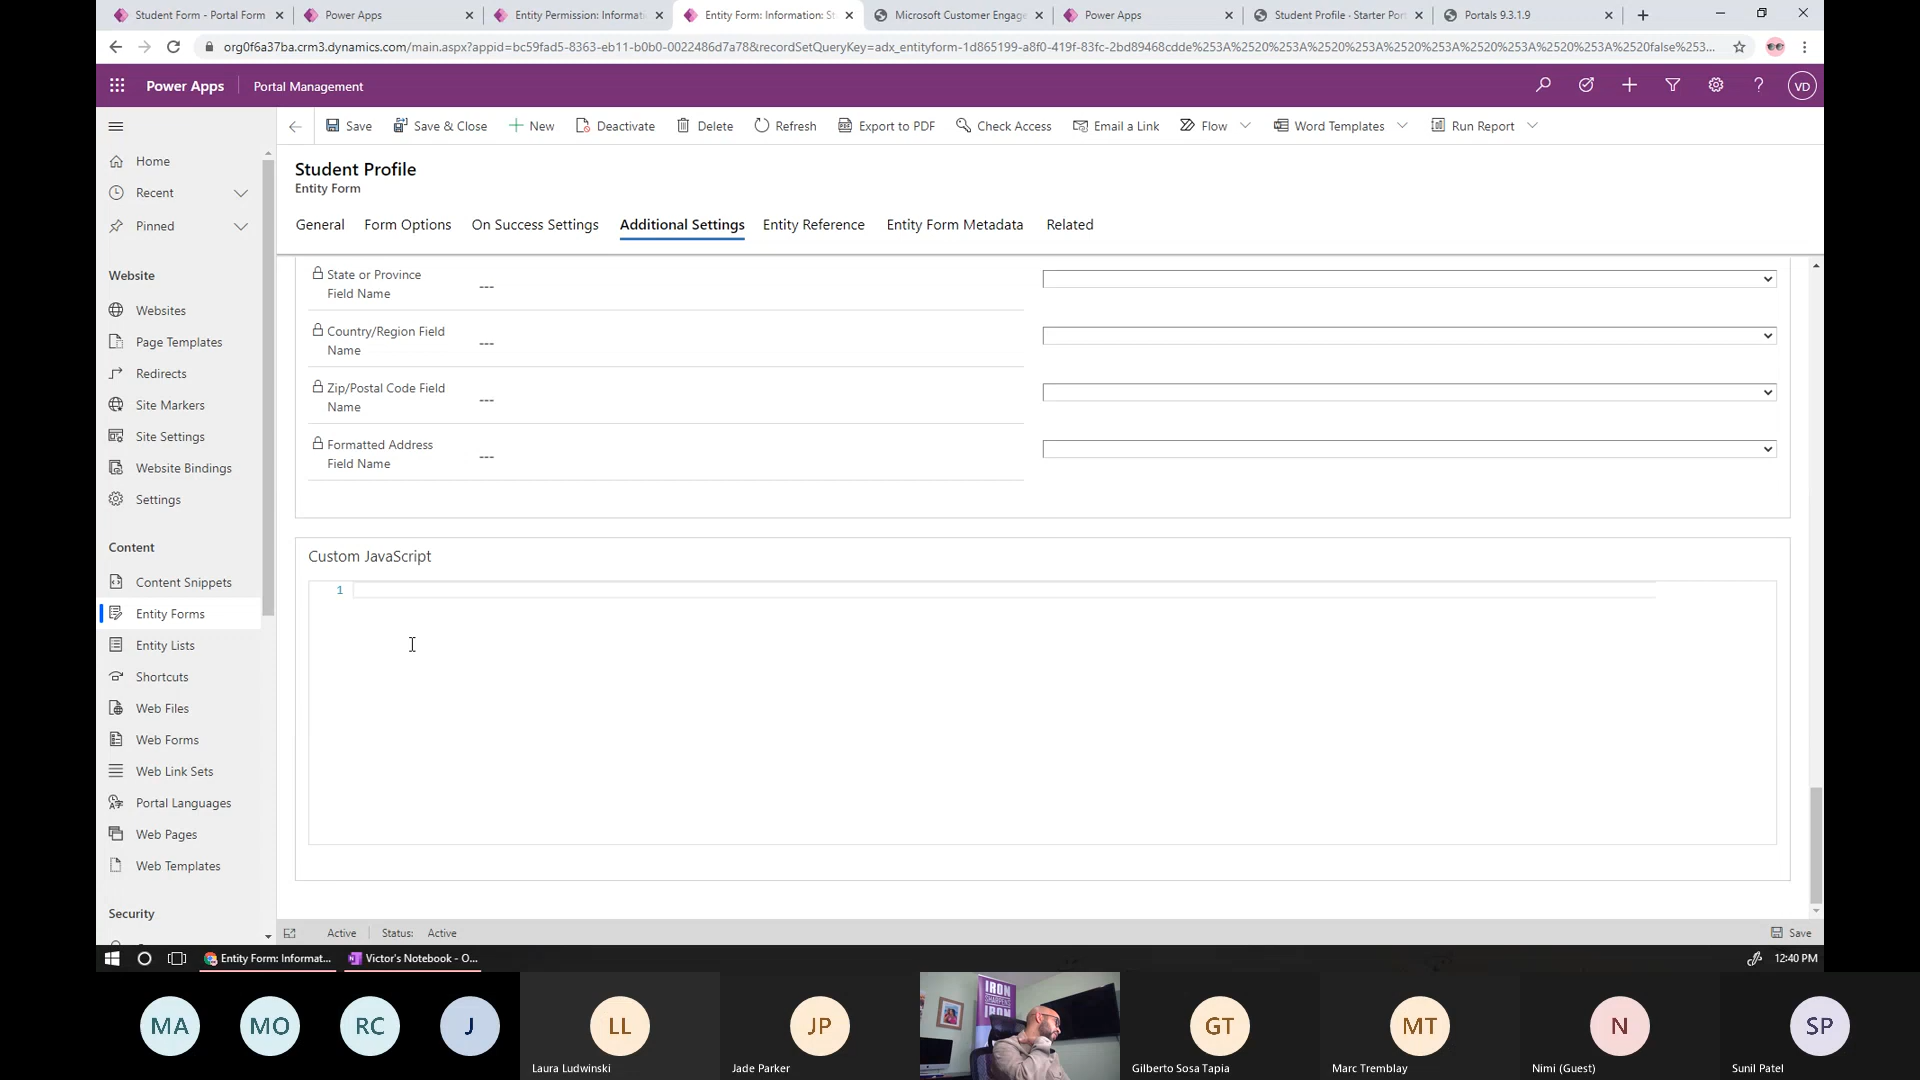 Student Form - Portal Form
Power Apps
Entity Permission: Informati
Entity Form: Information: St
Microsoft Customer Engage
Power Apps
Student Profile · Starter Port
Portals 9.3.1.9
org0f6a37ba.crm3.dynamics.com/main.aspx?appid=bc59fad5-8363-eb11-b0b0-0022486d7a78&recordSetQueryKey=adx_entityform-1d865199-a8f0-419f-83fc-2bd89468cdde%253A%2520%253A%2520%253A%2520%253A%2520%253A%2520%253A%2520false%253...
Power Apps
Portal Management
VD
Save
Save & Close
New
Deactivate
Delete
Refresh
Export to PDF
Check Access
Email a Link
Flow
Word Templates
Run Report
Student Profile
Entity Form
General
Form Options
On Success Settings
Additional Settings
Entity Reference
Entity Form Metadata
Related
Home
Recent
Pinned
Website
Websites
Page Templates
Redirects
Site Markers
Site Settings
Website Bindings
Settings
Content
Content Snippets
Entity Forms
Entity Lists
Shortcuts
Web Files
Web Forms
Web Link Sets
Portal Languages
Web Pages
Web Templates
Security
State or Province
Field Name
---
Country/Region Field
Name
---
Zip/Postal Code Field
Name
---
Formatted Address
Field Name
---
Custom JavaScript
1
Active
Status: Active
Save
Entity Form: Informat...
Victor's Notebook - O...
12:40 PM
MA
MO
RC
J
LL
Laura Ludwinski
JP
Jade Parker
IRON
SHARPENS
IRON
GT
Gilberto Sosa Tapia
MT
Marc Tremblay
N
Nimi (Guest)
SP
Sunil Patel